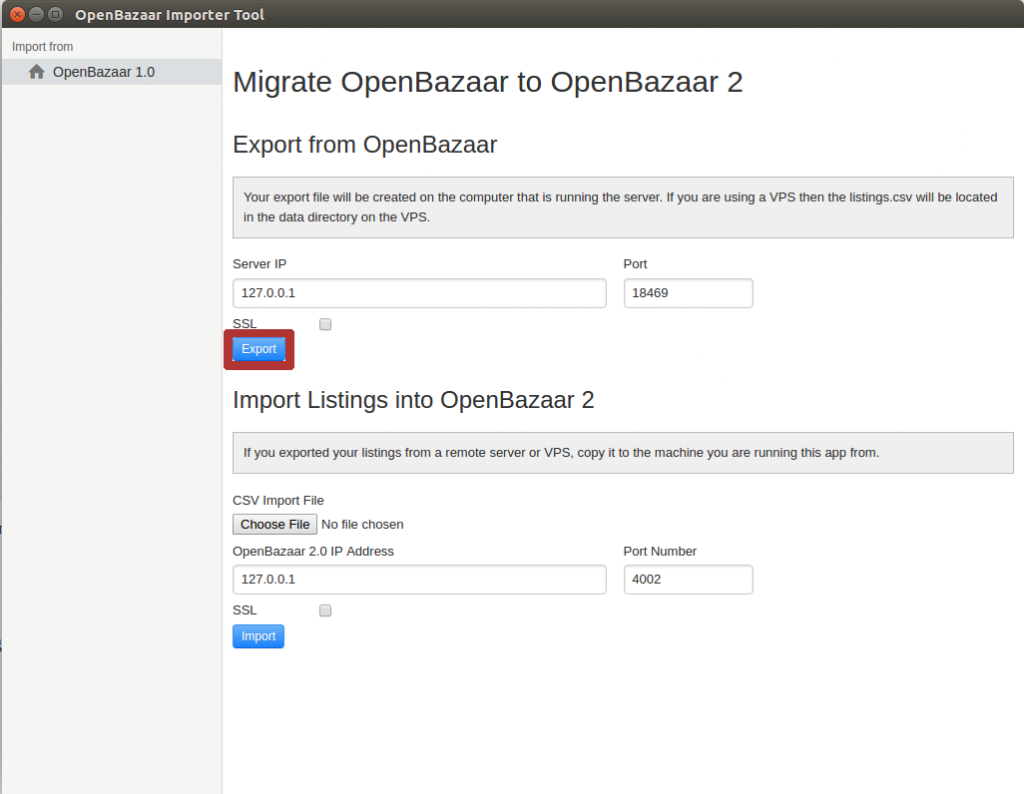 OpenBazaar Importer Tool
Import from
OpenBazaar 1.0
Migrate OpenBazaar to OpenBazaar 2
Export from OpenBazaar
Your export file will be created on the computer that is running the server. If you are using a VPS then the listings.csv will be located
in the data directory on the VPS.
Server IP
Port
127.0.0.1
18469
SSL
Export
Import Listings into OpenBazaar 2
If you exported your listings from a remote server or VPS, copy it to the machine you are running this app from.
CSV Import File
Choose File No file chosen
OpenBazaar 2.0 IP Address
Port Number
127.0.0.1
4002
SSL
Import